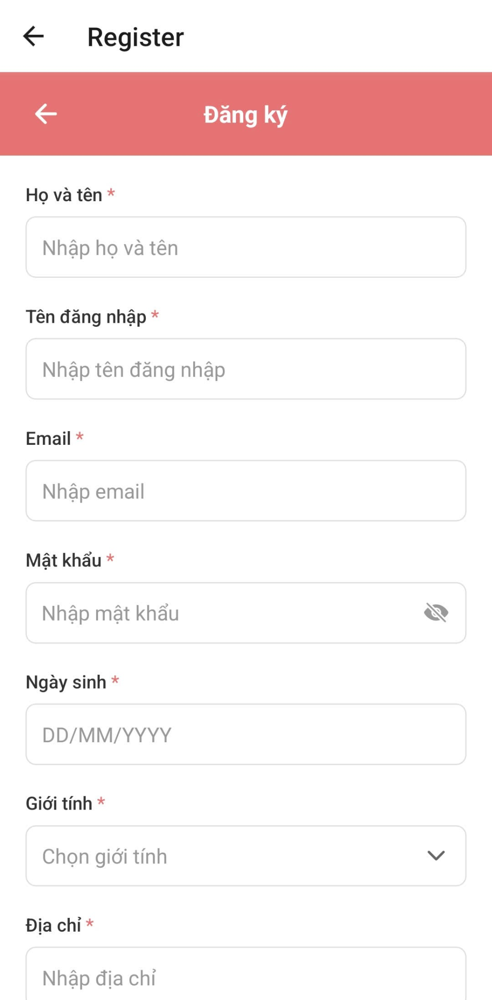 Register
Đăng ký
Họ và tên *
Nhập họ và tên
Tên đăng nhập *
Nhập tên đăng nhập
Email *
Nhập email
Mật khẩu *
Nhập mật khẩu
Ngày sinh *
DD/MM/YYYY
Giới tính *
Chọn giới tính
Địa chỉ *
Nhập địa chỉ